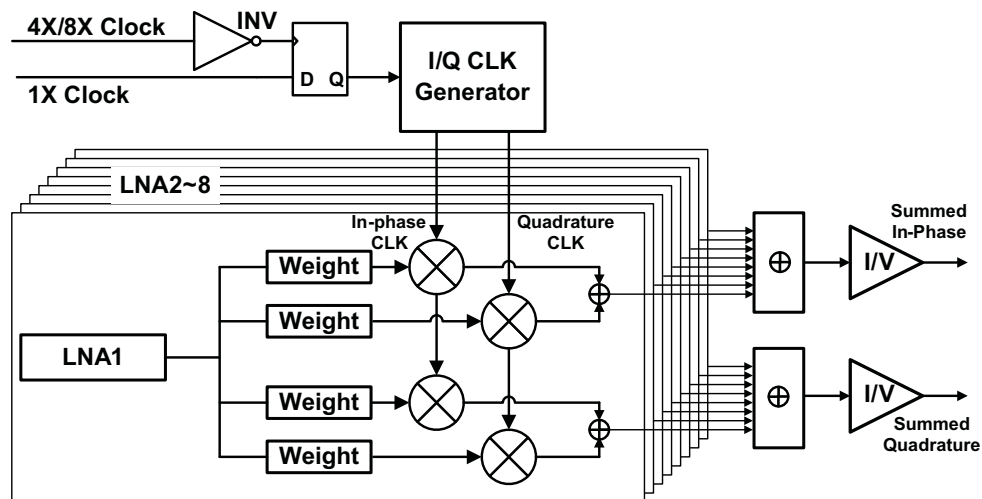 4X/8X Clock
INV
1X Clock
D Q
I/Q CLK
Generator
LNA2~8
In-phase
CLK
Quadrature
CLK
Weight
Weight
LNA1
Weight
Weight
Summed
In-Phase
I/V
I/V
Summed
Quadrature